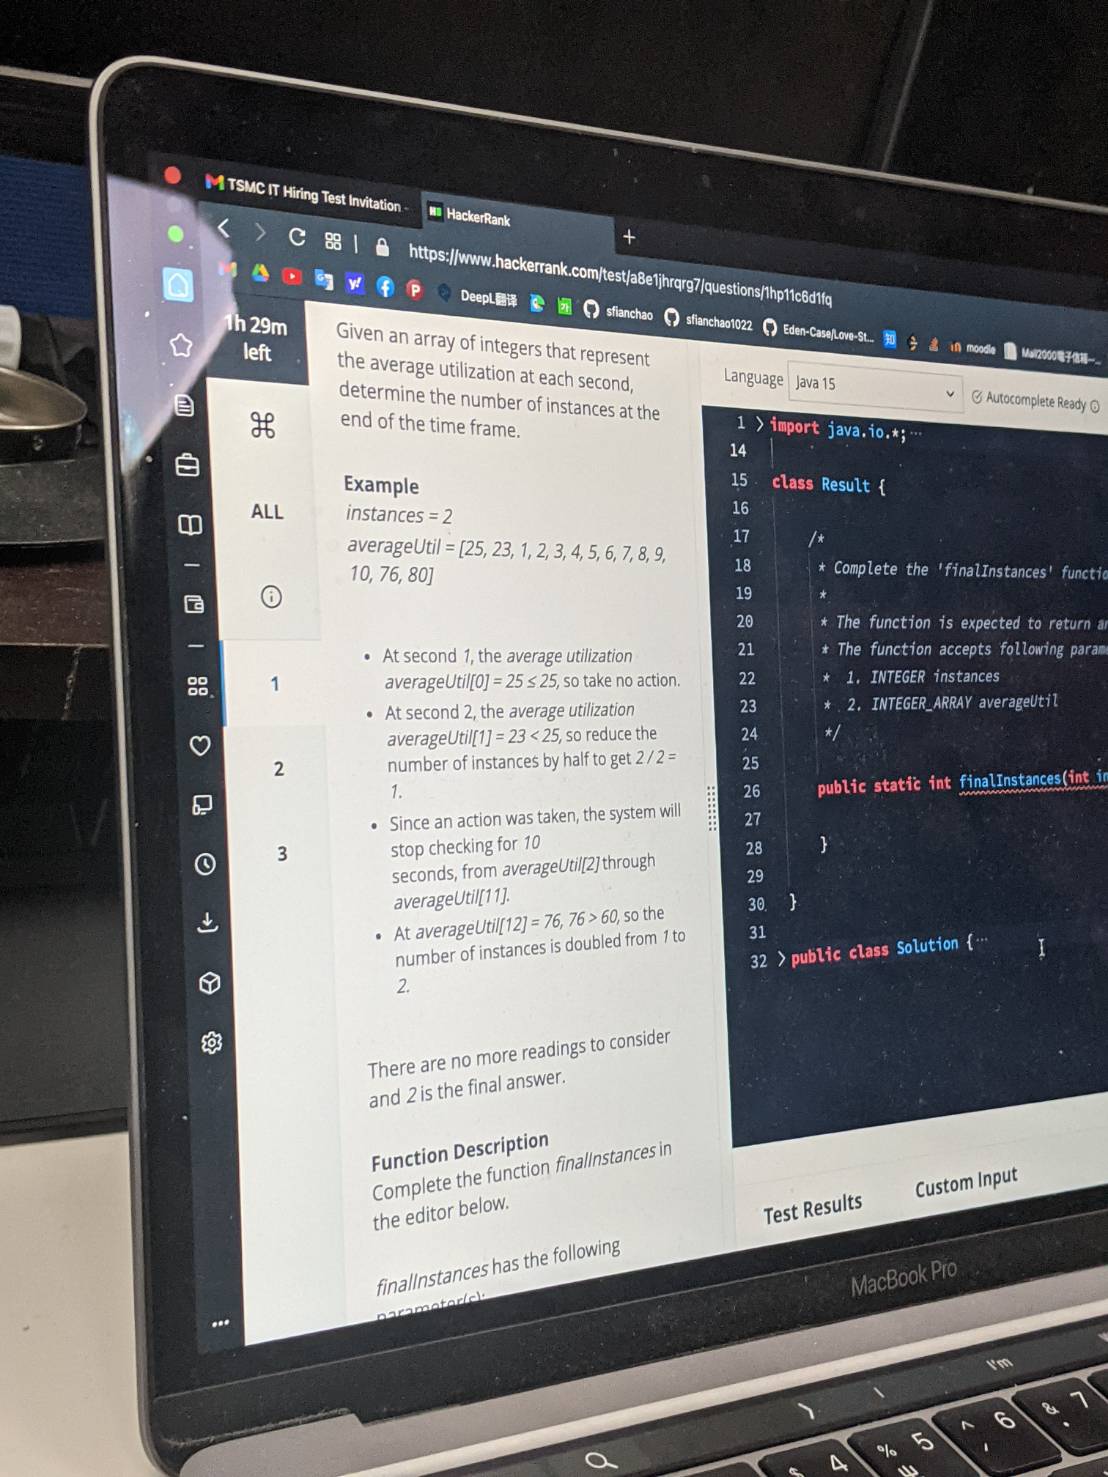 TSMC IT Hiring Test Invitation -
HackerRank
https://www.hackerrank.com/test/a8e1jhrqrg7/questions/1hp11c6d1fq
DeepL翻译
sfianchao
sfianchao1022
Eden-Case/Love-St...
知
moodle
1h 29m
left
ALL
1
2
3
Given an array of integers that represent
the average utilization at each second,
determine the number of instances at the
end of the time frame.
Example
instances = 2
averageUtil = [25, 23, 1, 2, 3, 4, 5, 6, 7, 8, 9,
10, 76, 80]
• At second 1, the average utilization
averageUtil[0] = 25 ≤ 25, so take no action.
• At second 2, the average utilization
averageUtil[1] = 23 < 25, so reduce the
number of instances by half to get 2 / 2 =
1.
• Since an action was taken, the system will
stop checking for 10
seconds, from averageUtil[2] through
averageUtil[11].
• At averageUtil[12] = 76, 76 > 60, so the
number of instances is doubled from 1 to
2.
There are no more readings to consider
and 2 is the final answer.
Function Description
Complete the function finalInstances in
the editor below.
finalInstances has the following
parameter(s):
Language
Java 15
Autocomplete Ready
1 import java.io.*;...
14
15 class Result {
16
17 /*
18 * Complete the 'finalInstances' functio
19 *
20 * The function is expected to return an
21 * The function accepts following param
22 * 1. INTEGER instances
23 * 2. INTEGER_ARRAY averageUtil
24 */
25
26 public static int finalInstances(int in
27
28 }
29
30 }
31
32 public class Solution {...
Test Results
Custom Input
MacBook Pro
I'm
$ 4
% 5
^ 6
& 7